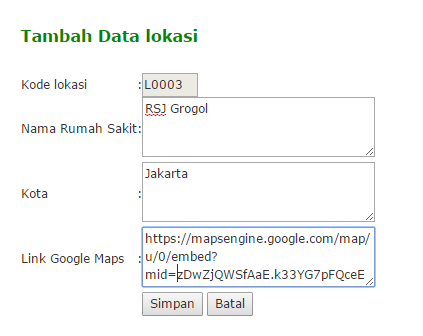 Tambah Data lokasi
Kode lokasi : L0003
Nama Rumah Sakit: RSJ Grogol
Kota : Jakarta
Link Google Maps : https://mapsengine.google.com/map/
u/0/embed?
mid=zDwZjQWSfAaE.k33YG7pFQceE
Simpan Batal